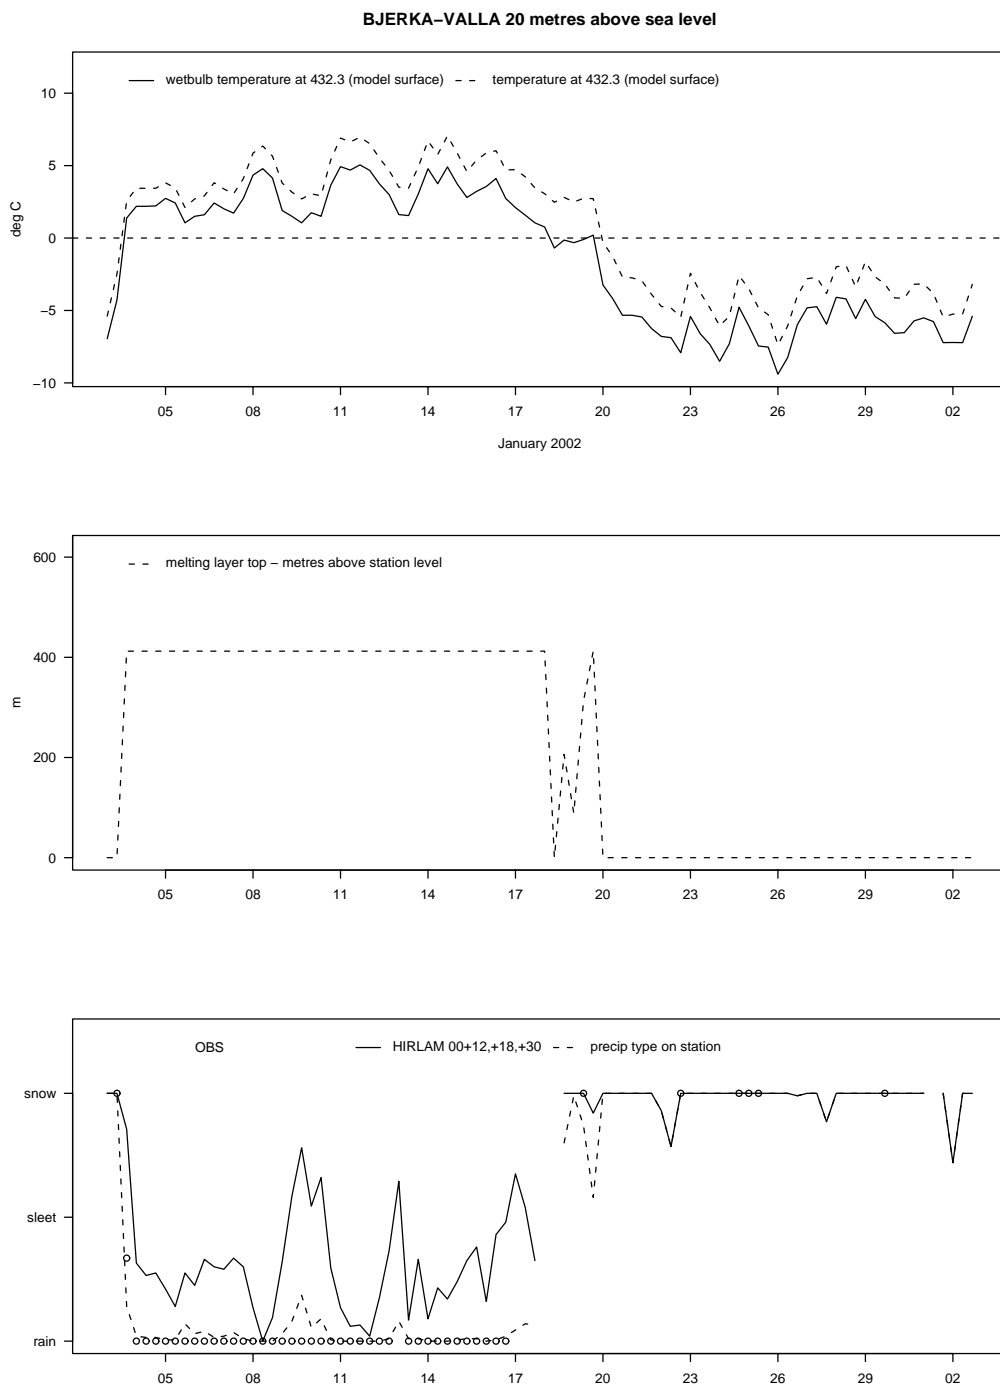 BJERKA–VALLA 20 metres above sea level
wetbulb temperature at 432.3 (model surface) temperature at 432.3 (model surface)
10
5
0
−5
−10
deg C
05 08 11 14 17 20 23 26 29 02
January 2002
melting layer top – metres above station level
600
400
200
0
m
05 08 11 14 17 20 23 26 29 02
OBS HIRLAM 00+12,+18,+30 precip type on station
snow
sleet
rain
05 08 11 14 17 20 23 26 29 02